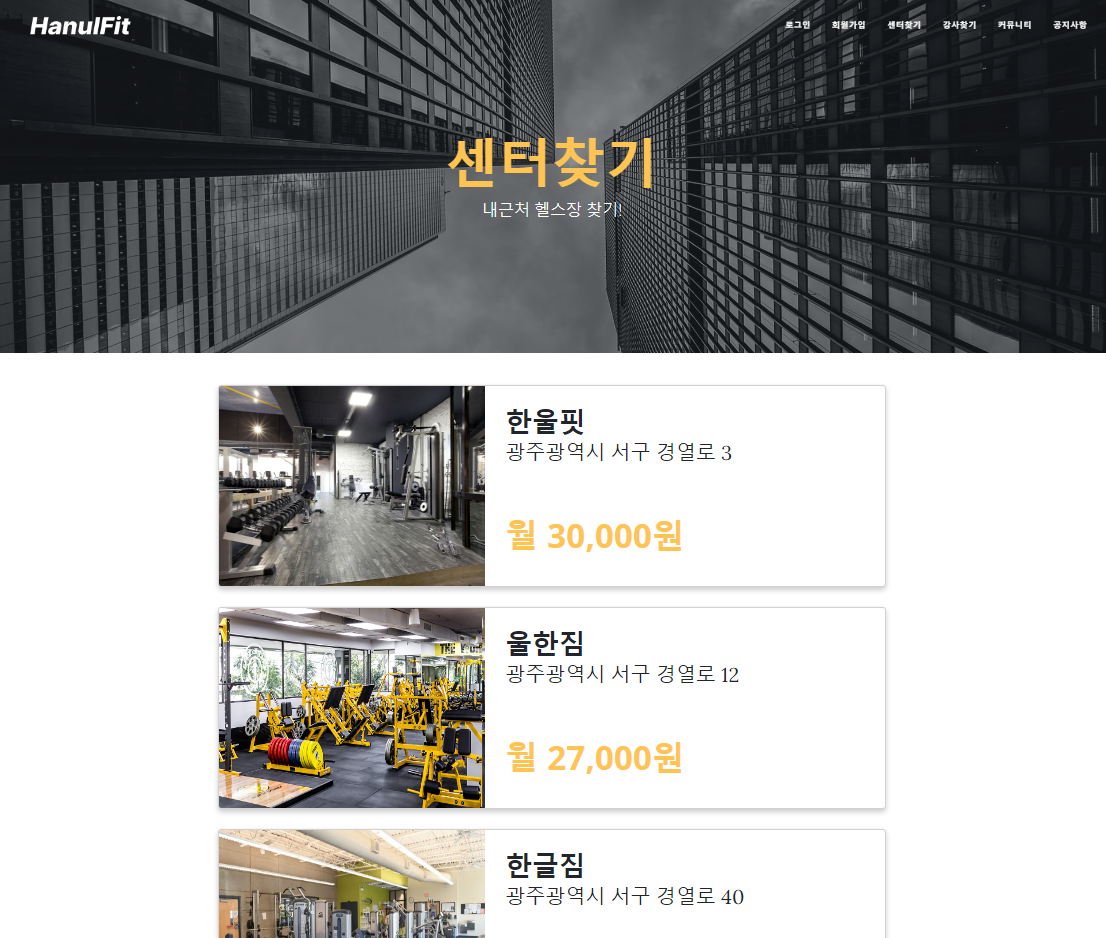 HanulFit
로그인 회원가입 센터찾기 강사찾기 커뮤니티 공지사항
센터찾기
내근처 헬스장 찾기!
한울핏
광주광역시 서구 경열로 3
월 30,000원
울한짐
광주광역시 서구 경열로 12
월 27,000원
한글짐
광주광역시 서구 경열로 40